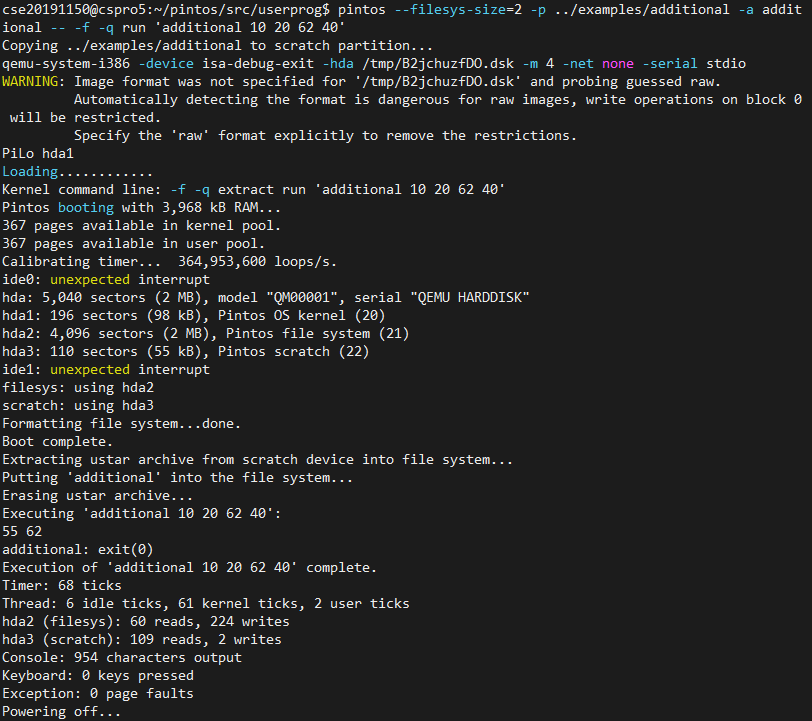 cse20191150@cspro5:~/pintos/src/userprog$ pintos --filesys-size=2 -p ../examples/additional -a addit
ional -- -f -q run 'additional 10 20 62 40'
Copying ../examples/additional to scratch partition...
qemu-system-i386 -device isa-debug-exit -hda /tmp/B2jchuzfDO.dsk -m 4 -net none -serial stdio
WARNING: Image format was not specified for '/tmp/B2jchuzfDO.dsk' and probing guessed raw.
         Automatically detecting the format is dangerous for raw images, write operations on block 0
 will be restricted.
         Specify the 'raw' format explicitly to remove the restrictions.
PiLo hda1
Loading............
Kernel command line: -f -q extract run 'additional 10 20 62 40'
Pintos booting with 3,968 kB RAM...
367 pages available in kernel pool.
367 pages available in user pool.
Calibrating timer...  364,953,600 loops/s.
ide0: unexpected interrupt
hda: 5,040 sectors (2 MB), model "QM00001", serial "QEMU HARDDISK"
hda1: 196 sectors (98 kB), Pintos OS kernel (20)
hda2: 4,096 sectors (2 MB), Pintos file system (21)
hda3: 110 sectors (55 kB), Pintos scratch (22)
ide1: unexpected interrupt
filesys: using hda2
scratch: using hda3
Formatting file system...done.
Boot complete.
Extracting ustar archive from scratch device into file system...
Putting 'additional' into the file system...
Erasing ustar archive...
Executing 'additional 10 20 62 40':
55 62
additional: exit(0)
Execution of 'additional 10 20 62 40' complete.
Timer: 68 ticks
Thread: 6 idle ticks, 61 kernel ticks, 2 user ticks
hda2 (filesys): 60 reads, 224 writes
hda3 (scratch): 109 reads, 2 writes
Console: 954 characters output
Keyboard: 0 keys pressed
Exception: 0 page faults
Powering off...